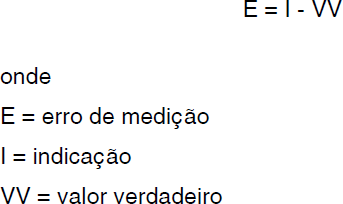 E = I - VV
onde
E = erro de medição
I = indicação
VV = valor verdadeiro